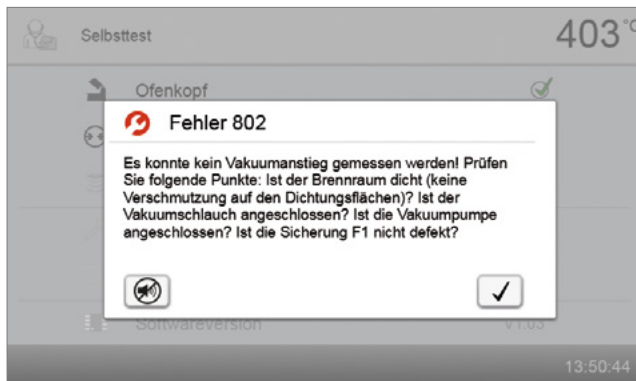 Selbsttest
403 °C
Ofenkopf
Fehler 802
Es konnte kein Vakuumanstieg gemessen werden! Prüfen
Sie folgende Punkte: Ist der Brennraum dicht (keine
Verschmutzung auf den Dichtungsflächen)? Ist der
Vakuumschlauch angeschlossen? Ist die Vakuumpumpe
angeschlossen? Ist die Sicherung F1 nicht defekt?
Softwareversion V1.03
13:50:44